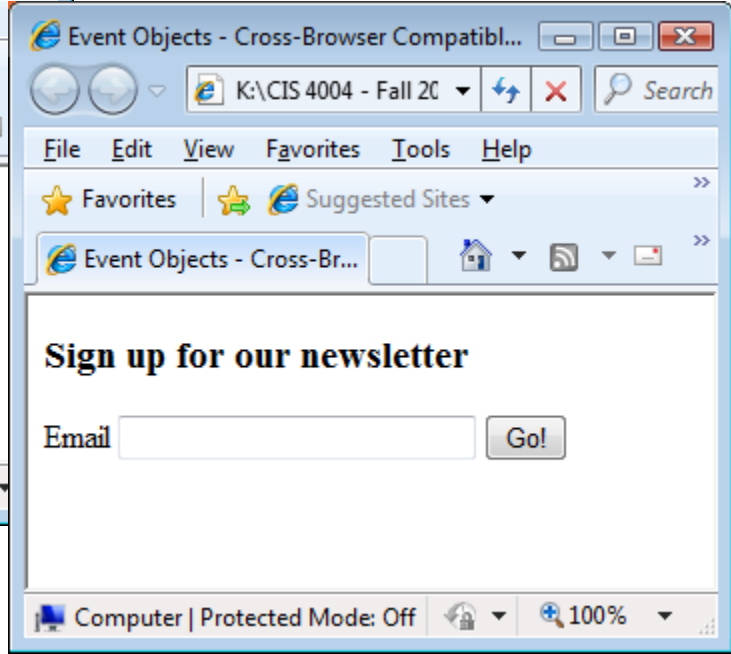 Event Objects - Cross-Browser Compatibl...
K:\CIS 4004 - Fall 20
Search
File Edit View Favorites Tools Help
Favorites Suggested Sites
Event Objects - Cross-Br...
Sign up for our newsletter
Email Go!
Computer | Protected Mode: Off 100%